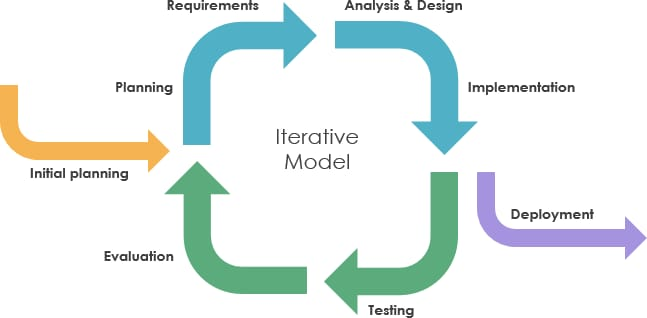 Requirements
Analysis & Design
Planning
Implementation
Iterative
Model
Initial planning
Deployment
Evaluation
Testing